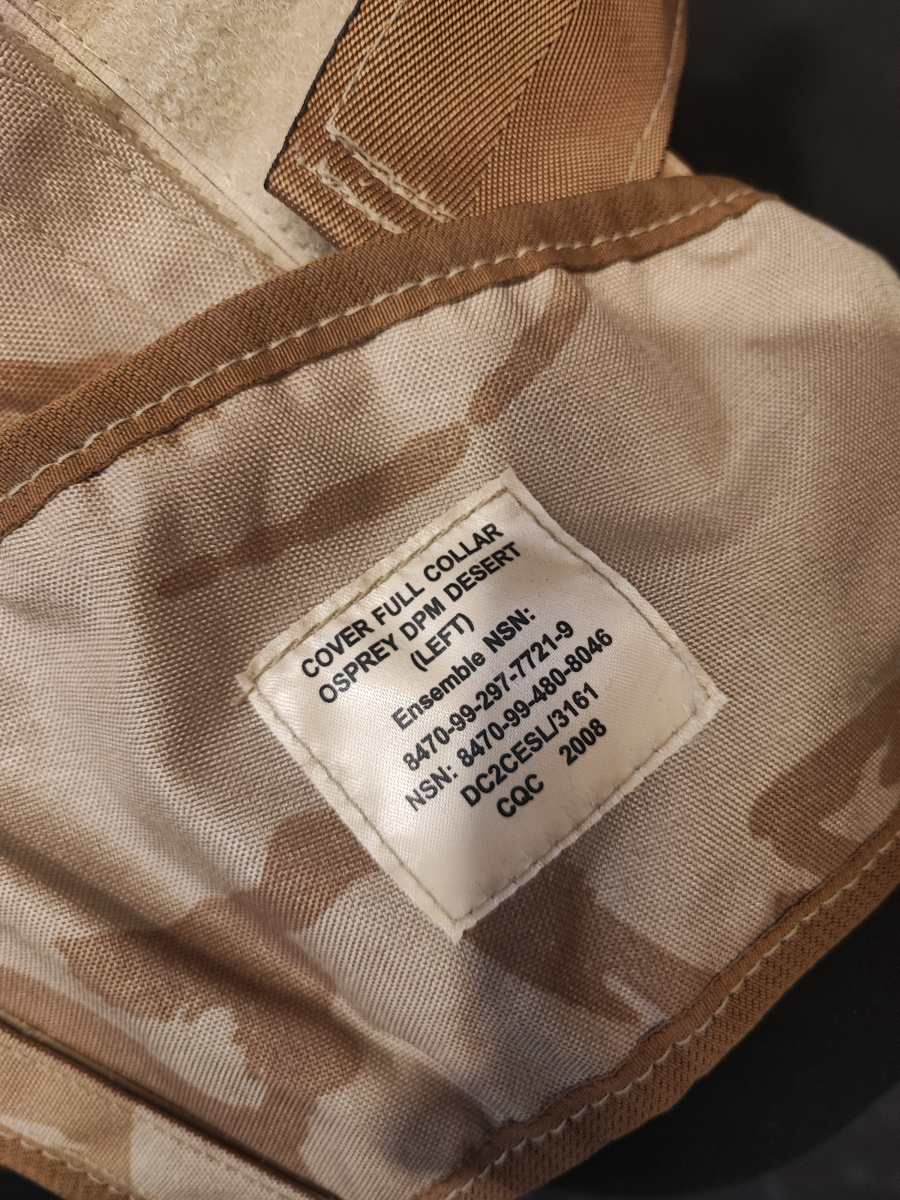 COVER FULL COLLAR
OSPREY DPM DESERT
(LEFT)
Ensemble NSN:
8470-99-297-7721-9
NSN: 8470-99-480-8046
DC2CESL/3161
CQC 2008